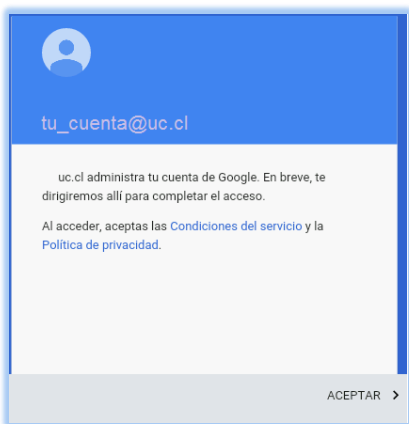 tu_cuenta@uc.cl
uc.cl administra tu cuenta de Google. En breve, te
dirigiremos allí para completar el acceso.
Al acceder, aceptas las Condiciones del servicio y la
Política de privacidad.
ACEPTAR